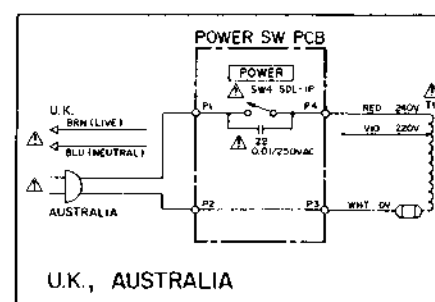 POWER SW PCB
POWER
SW4 SDL-1P
U.K.
BRN (LIVE)
BLU (NEUTRAL)
AUSTRALIA
P1
P4
RED 240V
VIO 220V
22
0.01/250VAC
P2
P3
WHT 0V
U.K., AUSTRALIA